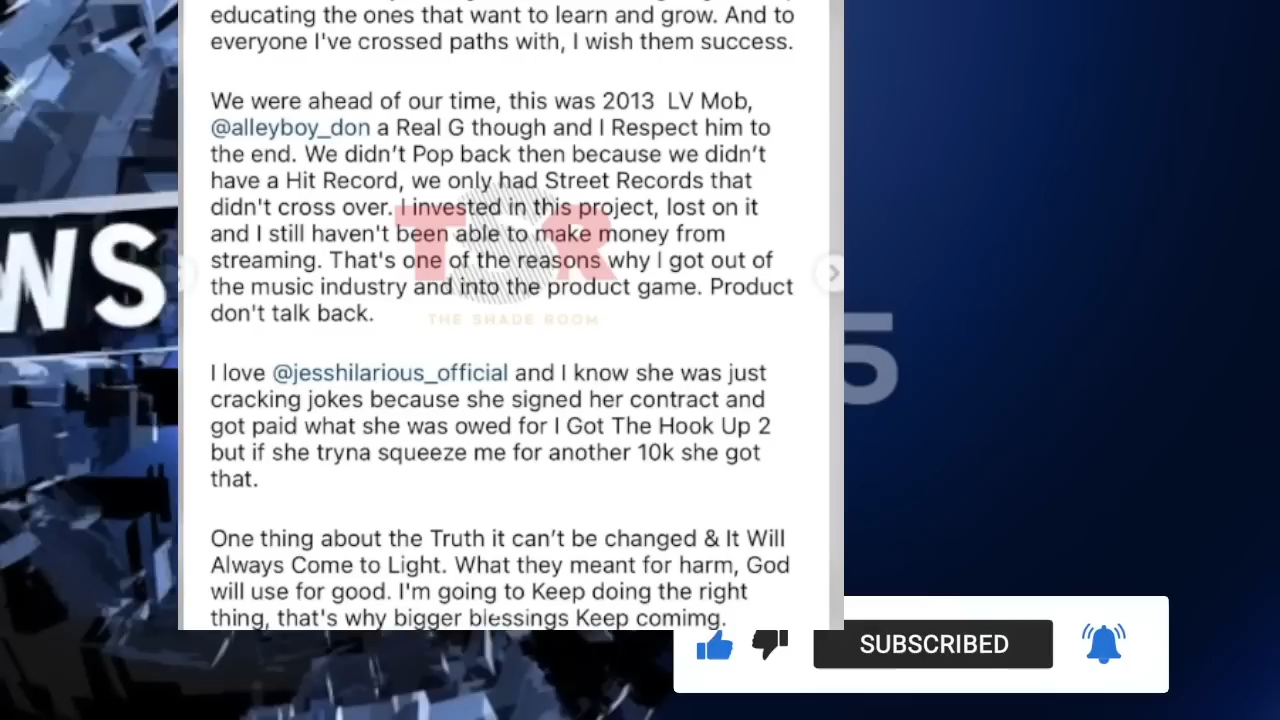 educating the ones that want to learn and grow. And to
everyone I've crossed paths with, I wish them success.
We were ahead of our time, this was 2013 LV Mob,
@alleyboy_don a Real G though and I Respect him to
the end. We didn't Pop back then because we didn't
have a Hit Record, we only had Street Records that
didn't cross over. I invested in this project, lost on it
and I still haven't been able to make money from
streaming. That's one of the reasons why I got out of
the music industry and into the product game. Product
don't talk back.
TSR
THE SHADE ROOM
I love @jesshilarious_official and I know she was just
cracking jokes because she signed her contract and
got paid what she was owed for I Got The Hook Up 2
but if she tryna squeeze me for another 10k she got
that.
One thing about the Truth it can't be changed & It Will
Always Come to Light. What they meant for harm, God
will use for good. I'm going to Keep doing the right
thing, that's why bigger blessings Keep comimg.
WS
5
SUBSCRIBED